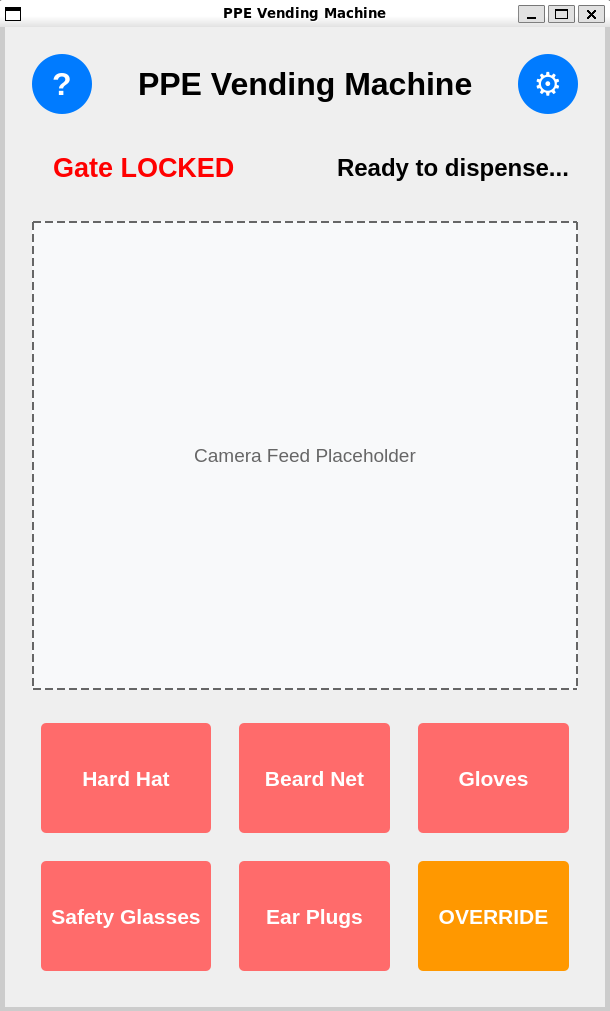 PPE Vending Machine
?
PPE Vending Machine
⚙
Gate LOCKED
Ready to dispense...
Camera Feed Placeholder
Hard Hat
Beard Net
Gloves
Safety Glasses
Ear Plugs
OVERRIDE